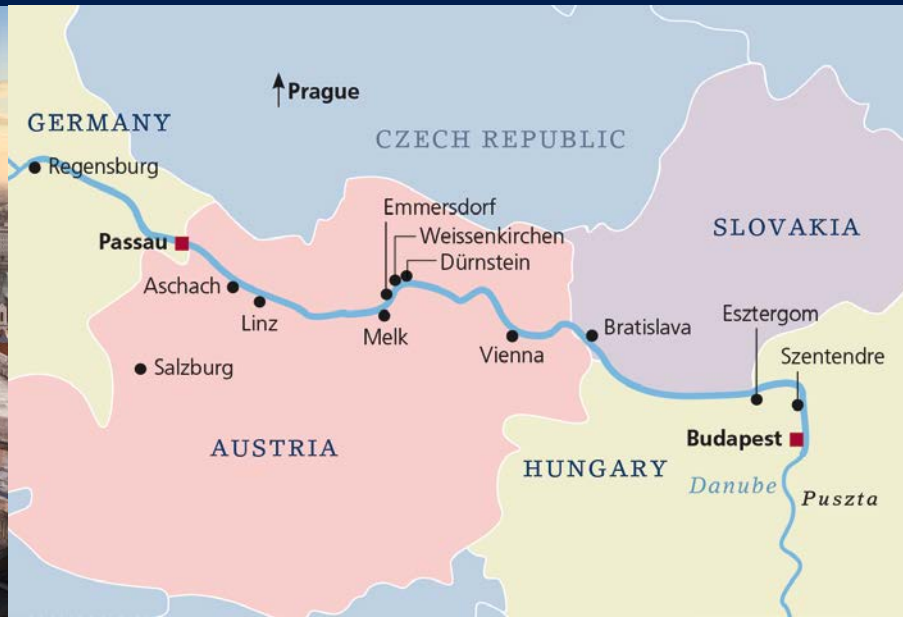 Prague
GERMANY
CZECH REPUBLIC
Regensburg
Emmersdorf
Weissenkirchen
SLOVAKIA
Passau
Dürnstein
Aschach
Linz
Melk
Vienna
Bratislava
Esztergom
Szentendre
Salzburg
AUSTRIA
Budapest
HUNGARY
Danube
Puszta